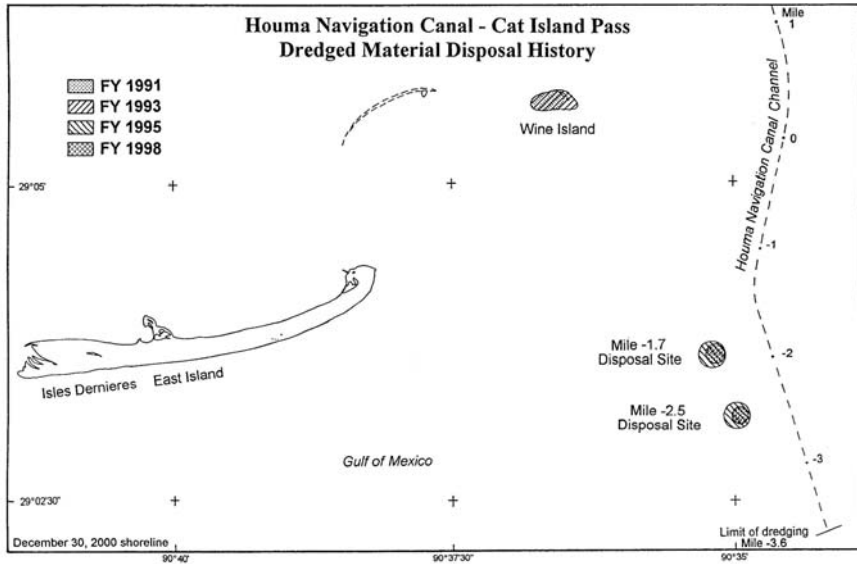 Houma Navigation Canal - Cat Island Pass
Dredged Material Disposal History
Mile
1
FY 1991
FY 1993
FY 1995
FY 1998
Wine Island
0
Houma Navigation Canal Channel
29°05'
-1
Mile -1.7
Disposal Site
-2
Isles Dernieres East Island
Mile -2.5
Disposal Site
Gulf of Mexico
-3
29°02'30"
Limit of dredging
Mile -3.6
December 30, 2000 shoreline
90°40'
90°37'30
90°35'